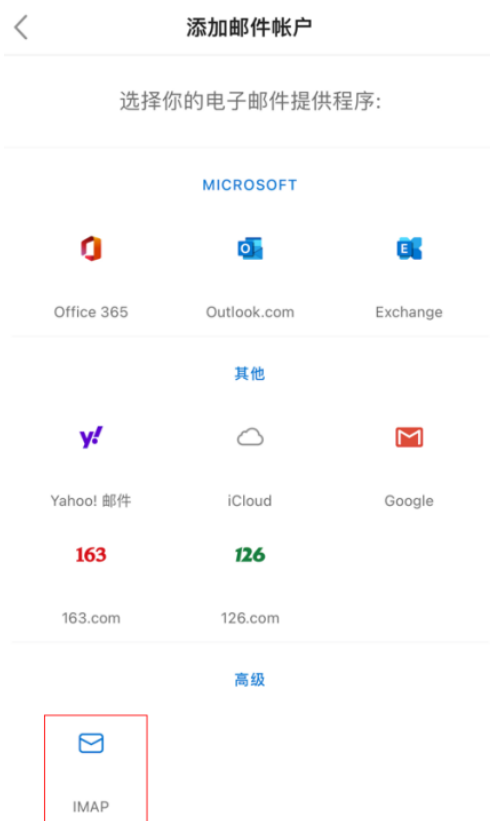 添加邮件帐户
选择你的电子邮件提供程序:
MICROSOFT
Office 365 Outlook.com Exchange
其他
Yahoo! 邮件 iCloud Google
163 126
163.com 126.com
高级
IMAP